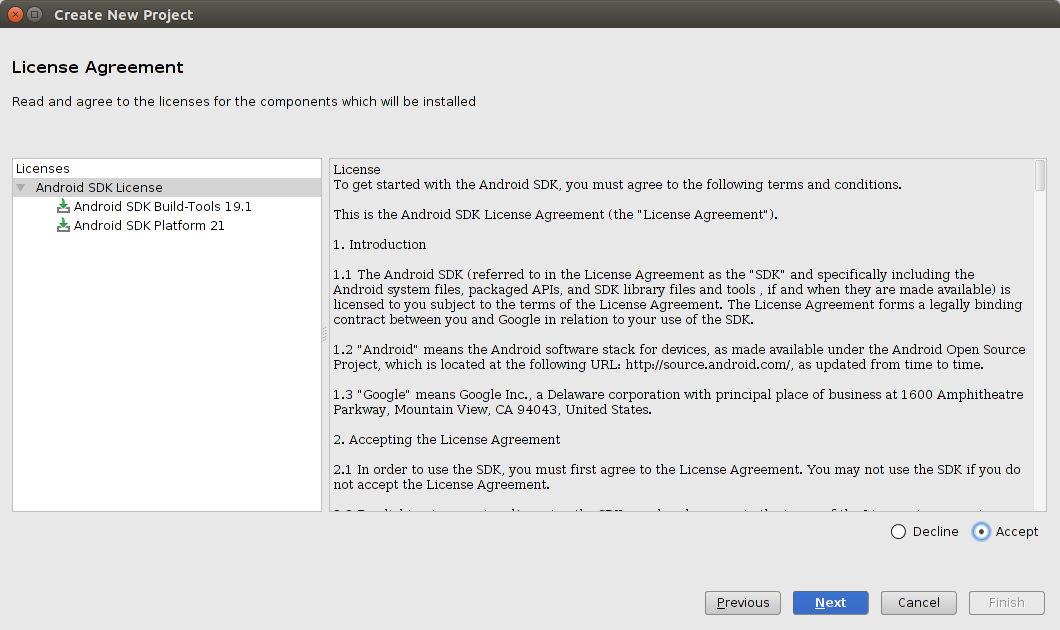 Create New Project
License Agreement
Read and agree to the licenses for the components which will be installed
Licenses
Android SDK License
Android SDK Build-Tools 19.1
Android SDK Platform 21
License
To get started with the Android SDK, you must agree to the following terms and conditions.
This is the Android SDK License Agreement (the "License Agreement").
1. Introduction
1.1 The Android SDK (referred to in the License Agreement as the "SDK" and specifically including the
Android system files, packaged APIs, and SDK library files and tools , if and when they are made available) is
licensed to you subject to the terms of the License Agreement. The License Agreement forms a legally binding
contract between you and Google in relation to your use of the SDK.
1.2 "Android" means the Android software stack for devices, as made available under the Android Open Source
Project, which is located at the following URL: http://source.android.com/, as updated from time to time.
1.3 "Google" means Google Inc., a Delaware corporation with principal place of business at 1600 Amphitheatre
Parkway, Mountain View, CA 94043, United States.
2. Accepting the License Agreement
2.1 In order to use the SDK, you must first agree to the License Agreement. You may not use the SDK if you do
not accept the License Agreement.
Decline
Accept
Previous
Next
Cancel
Finish